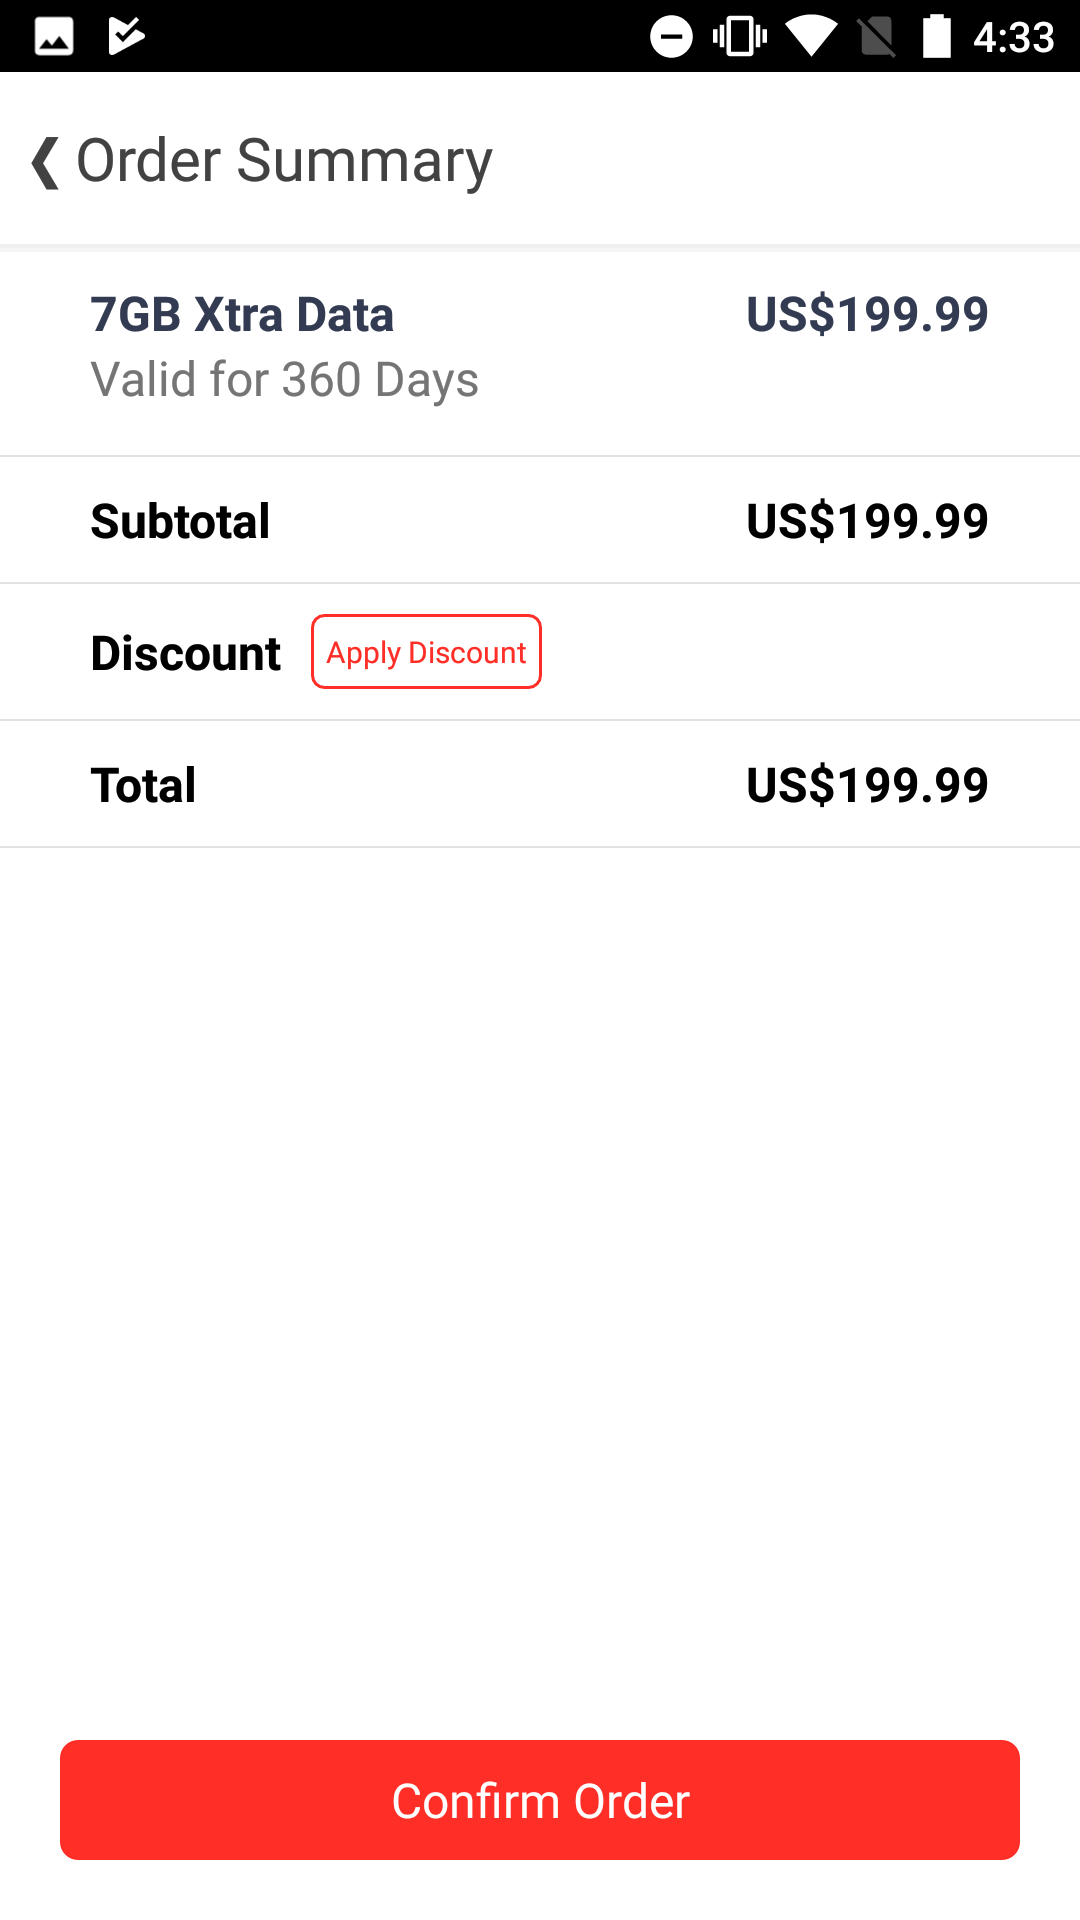 4:33
❮ Order Summary
7GB Xtra Data US$199.99
Valid for 360 Days
Subtotal US$199.99
Discount Apply Discount
Total US$199.99
Confirm Order